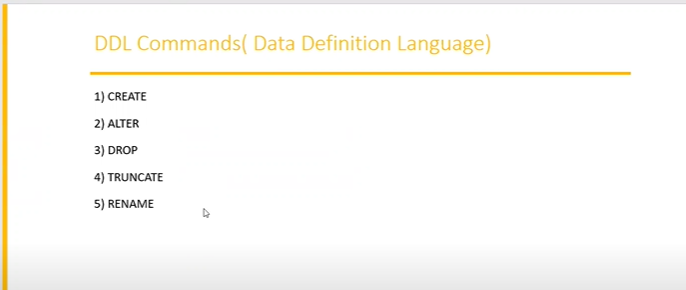 DDL Commands( Data Definition Language)
1) CREATE
2) ALTER
3) DROP
4) TRUNCATE
5) RENAME